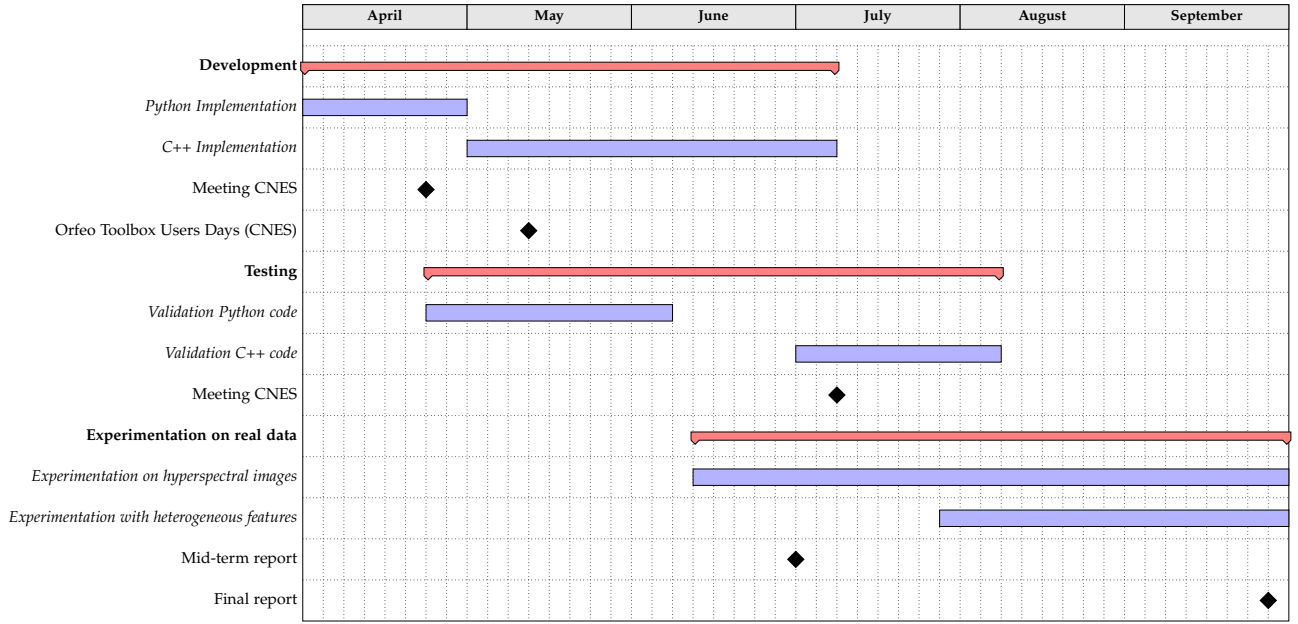 April May June July August September
Development
Python Implementation
C++ Implementation
Meeting CNES
Orfeo Toolbox Users Days (CNES)
Testing
Validation Python code
Validation C++ code
Meeting CNES
Experimentation on real data
Experimentation on hyperspectral images
Experimentation with heterogeneous features
Mid-term report
Final report